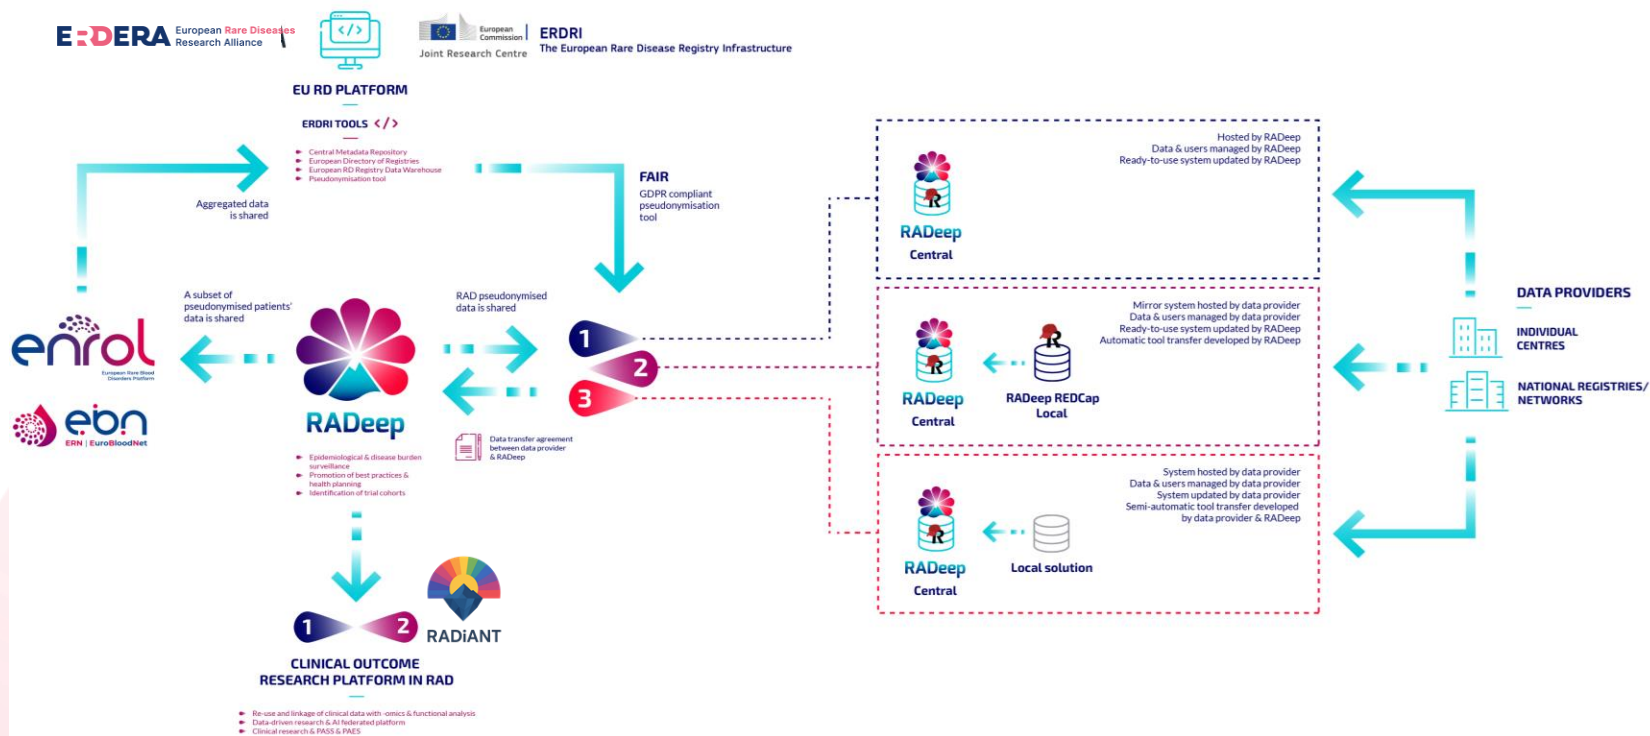 ERDERA European Rare Diseases
Research Alliance
</>
European
Commission
Joint Research Centre
ERDRI
The European Rare Disease Registry Infrastructure
EU RD PLATFORM
ERDRI TOOLS </>
Central Metadata Repository
European Directory of Registries
European RD Registry Data Warehouse
Pseudonymisation tool
Aggregated data
is shared
FAIR
GDPR compliant
pseudonymisation
tool
enrol
European Rare Blood
Disorders Platform
ebn
ERN | EuroBloodNet
A subset of
pseudonymised patients'
data is shared
RADeep
Epidemiological & disease burden
surveillance
Promotion of best practices &
health planning
Identification of trial cohorts
RAD pseudonymised
data is shared
Data transfer agreement
between data provider
& RADeep
1
2
3
1 2
RADiANT
CLINICAL OUTCOME
RESEARCH PLATFORM IN RAD
Re-use and linkage of clinical data with -omics & functional analysis
Data-driven research & AI federated platform
Clinical research & PASS & PAES
Hosted by RADeep
Data & users managed by RADeep
Ready-to-use system updated by RADeep
R
RADeep
Central
Mirror system hosted by data provider
Data & users managed by data provider
Ready-to-use system updated by RADeep
Automatic tool transfer developed by RADeep
R
RADeep
Central
R
RADeep REDCap
Local
System hosted by data provider
Data & users managed by data provider
System updated by data provider
Semi-automatic tool transfer developed
by data provider & RADeep
R
RADeep
Central
Local solution
DATA PROVIDERS
INDIVIDUAL
CENTRES
NATIONAL REGISTRIES/
NETWORKS